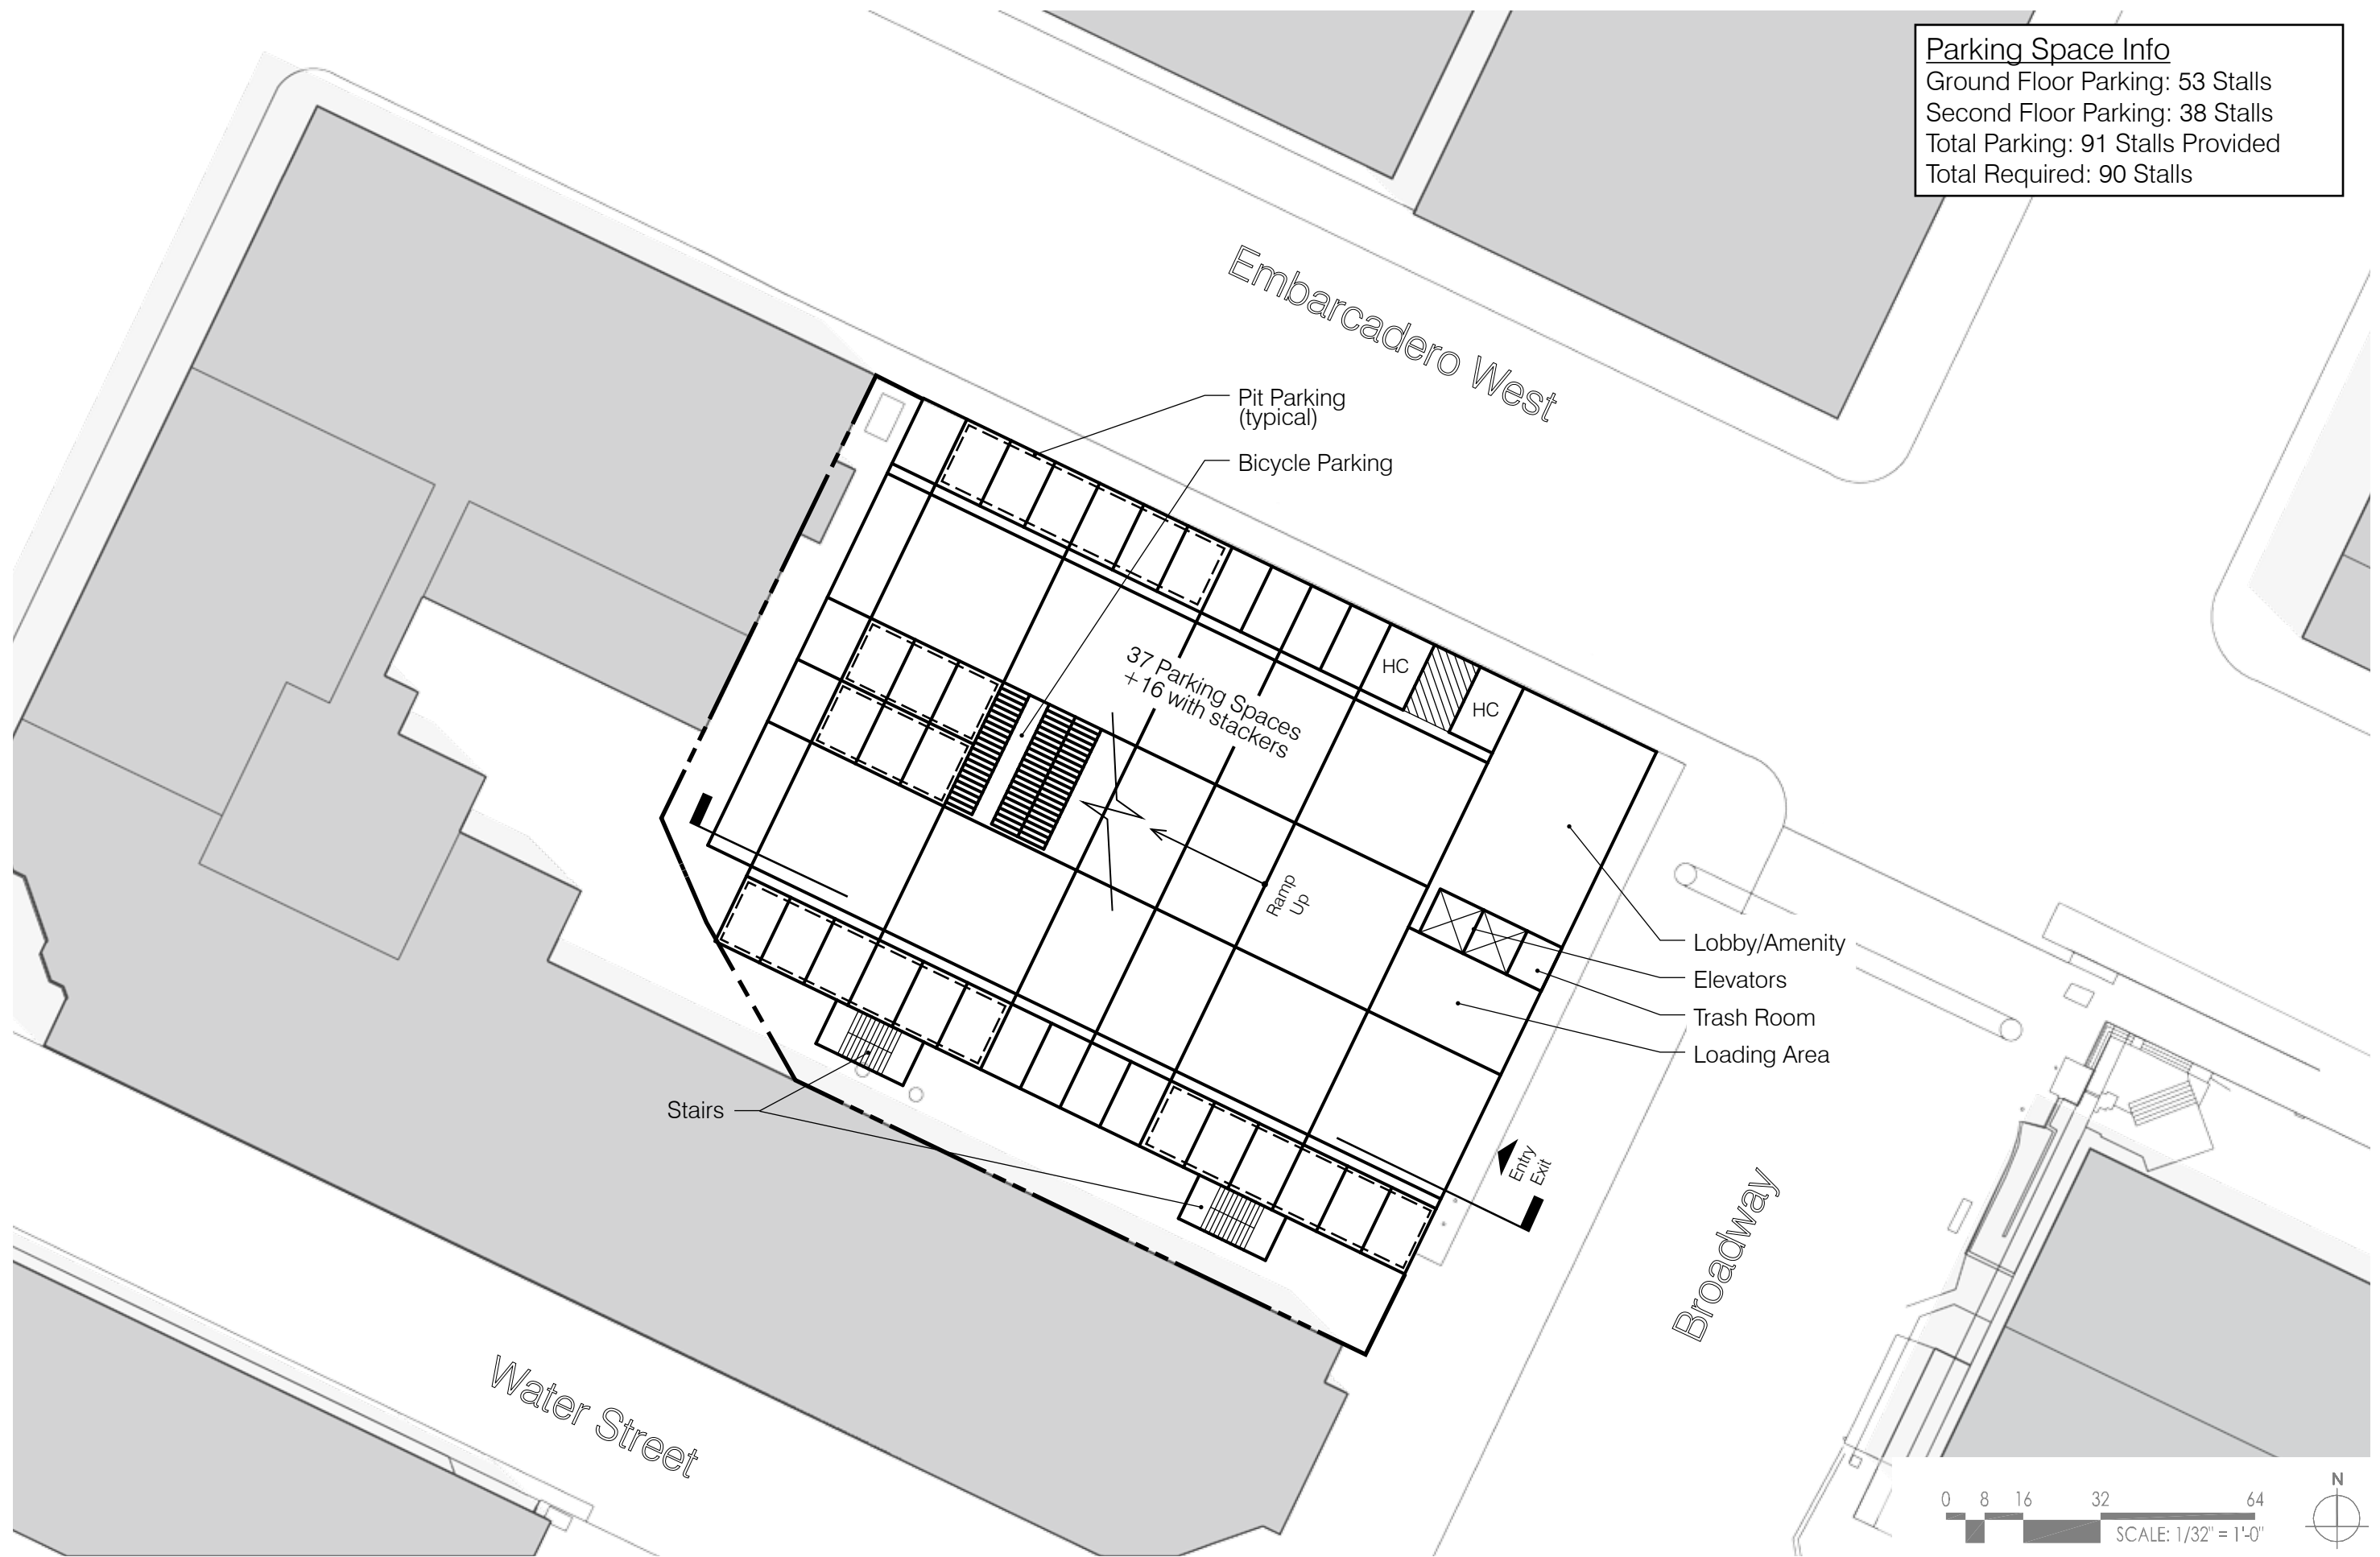 Parking Space Info
Ground Floor Parking: 53 Stalls
Second Floor Parking: 38 Stalls
Total Parking: 91 Stalls Provided
Total Required: 90 Stalls
Embarcadero West
Pit Parking
(typical)
Bicycle Parking
HC
HC
37 Parking Spaces
+16 with stackers
Ramp
Up
Lobby/Amenity
Elevators
Trash Room
Loading Area
Stairs
Entry
Exit
Broadway
Water Street
N
0 8 16 32 64
SCALE: 1/32" = 1'-0"